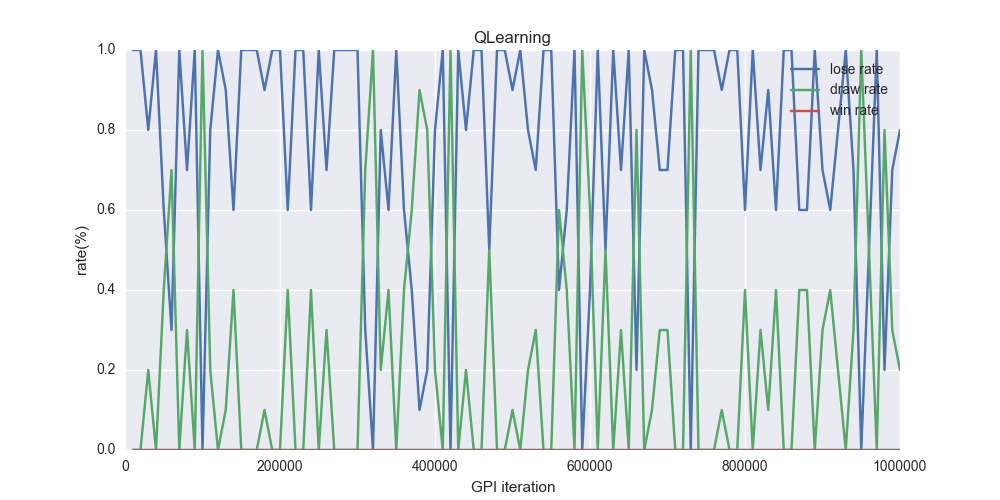 QLearning
1.0
0.8
0.6
0.4
0.2
0.0
rate(%)
lose rate
draw rate
win rate
0
200000
400000
600000
800000
1000000
GPI iteration